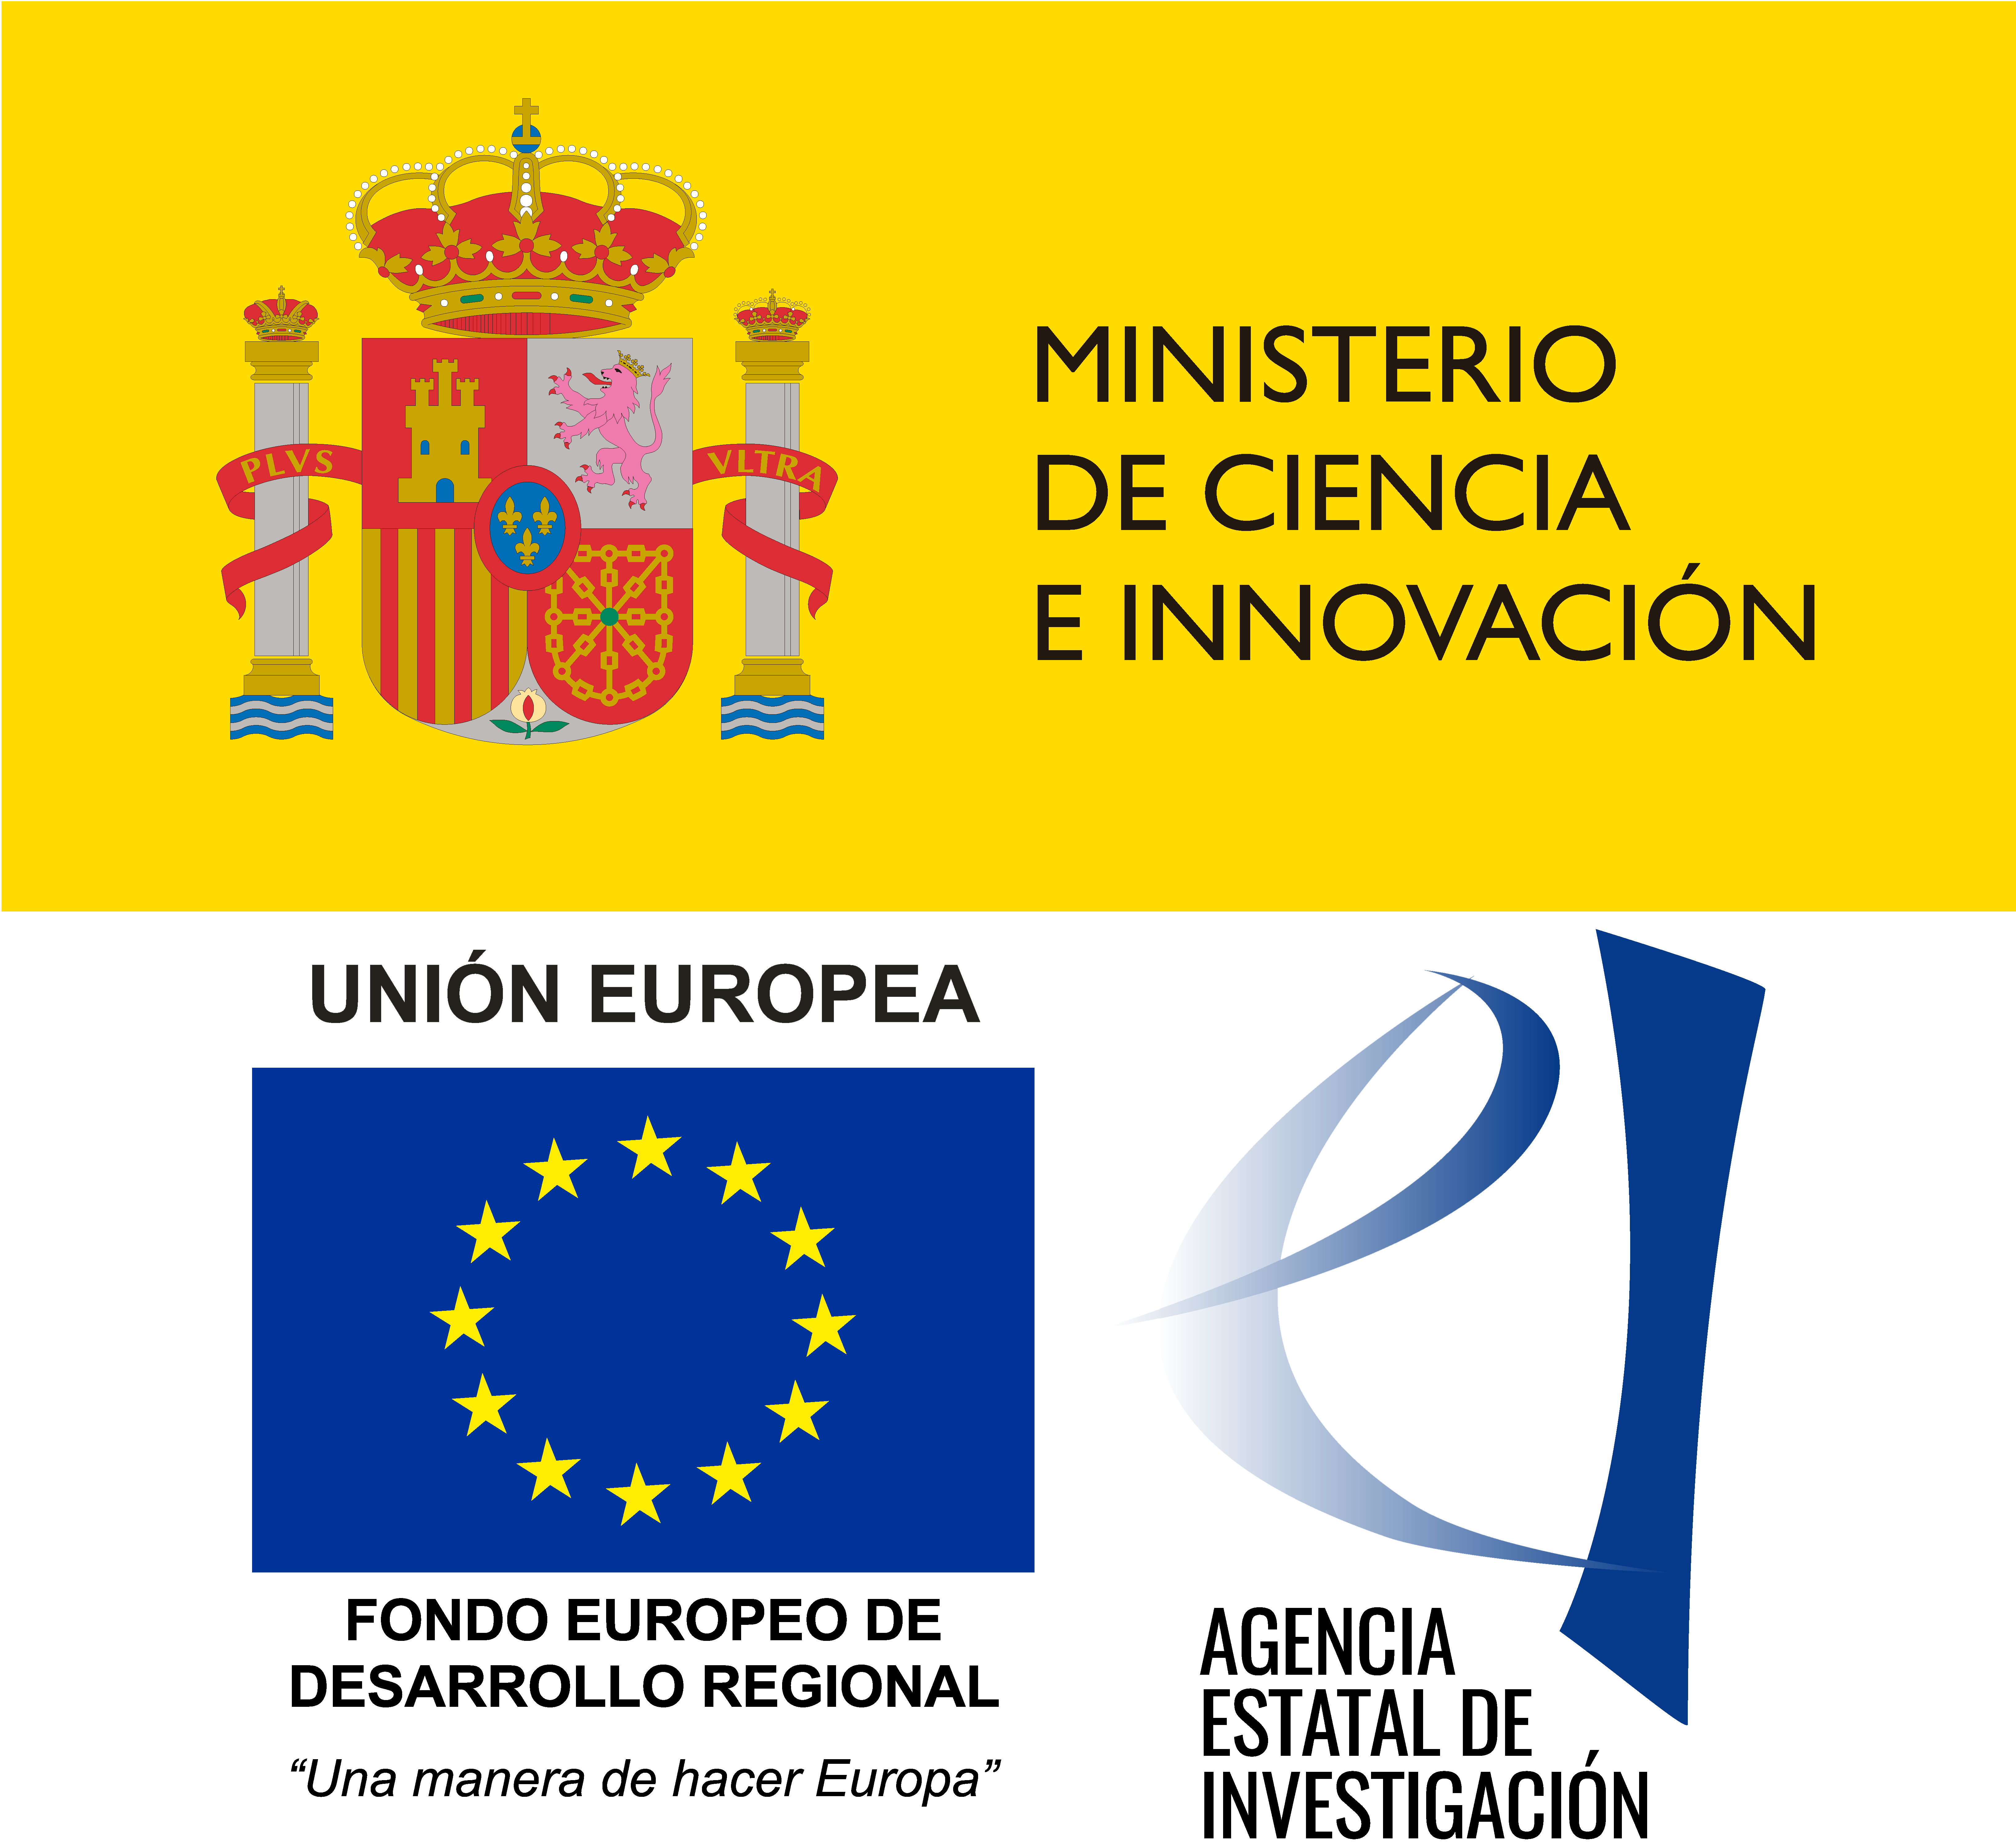 PLVS VLTRA
MINISTERIO
DE CIENCIA
E INNOVACIÓN
UNIÓN EUROPEA
FONDO EUROPEO DE
DESARROLLO REGIONAL
“Una manera de hacer Europa”
AGENCIA
ESTATAL DE
INVESTIGACIÓN